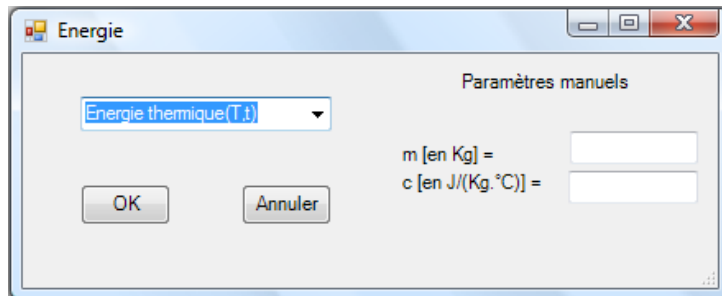 Energie
Paramètres manuels
Energie thermique(T,t)
m [en Kg] =
c [en J/(Kg.°C)] =
OK
Annuler